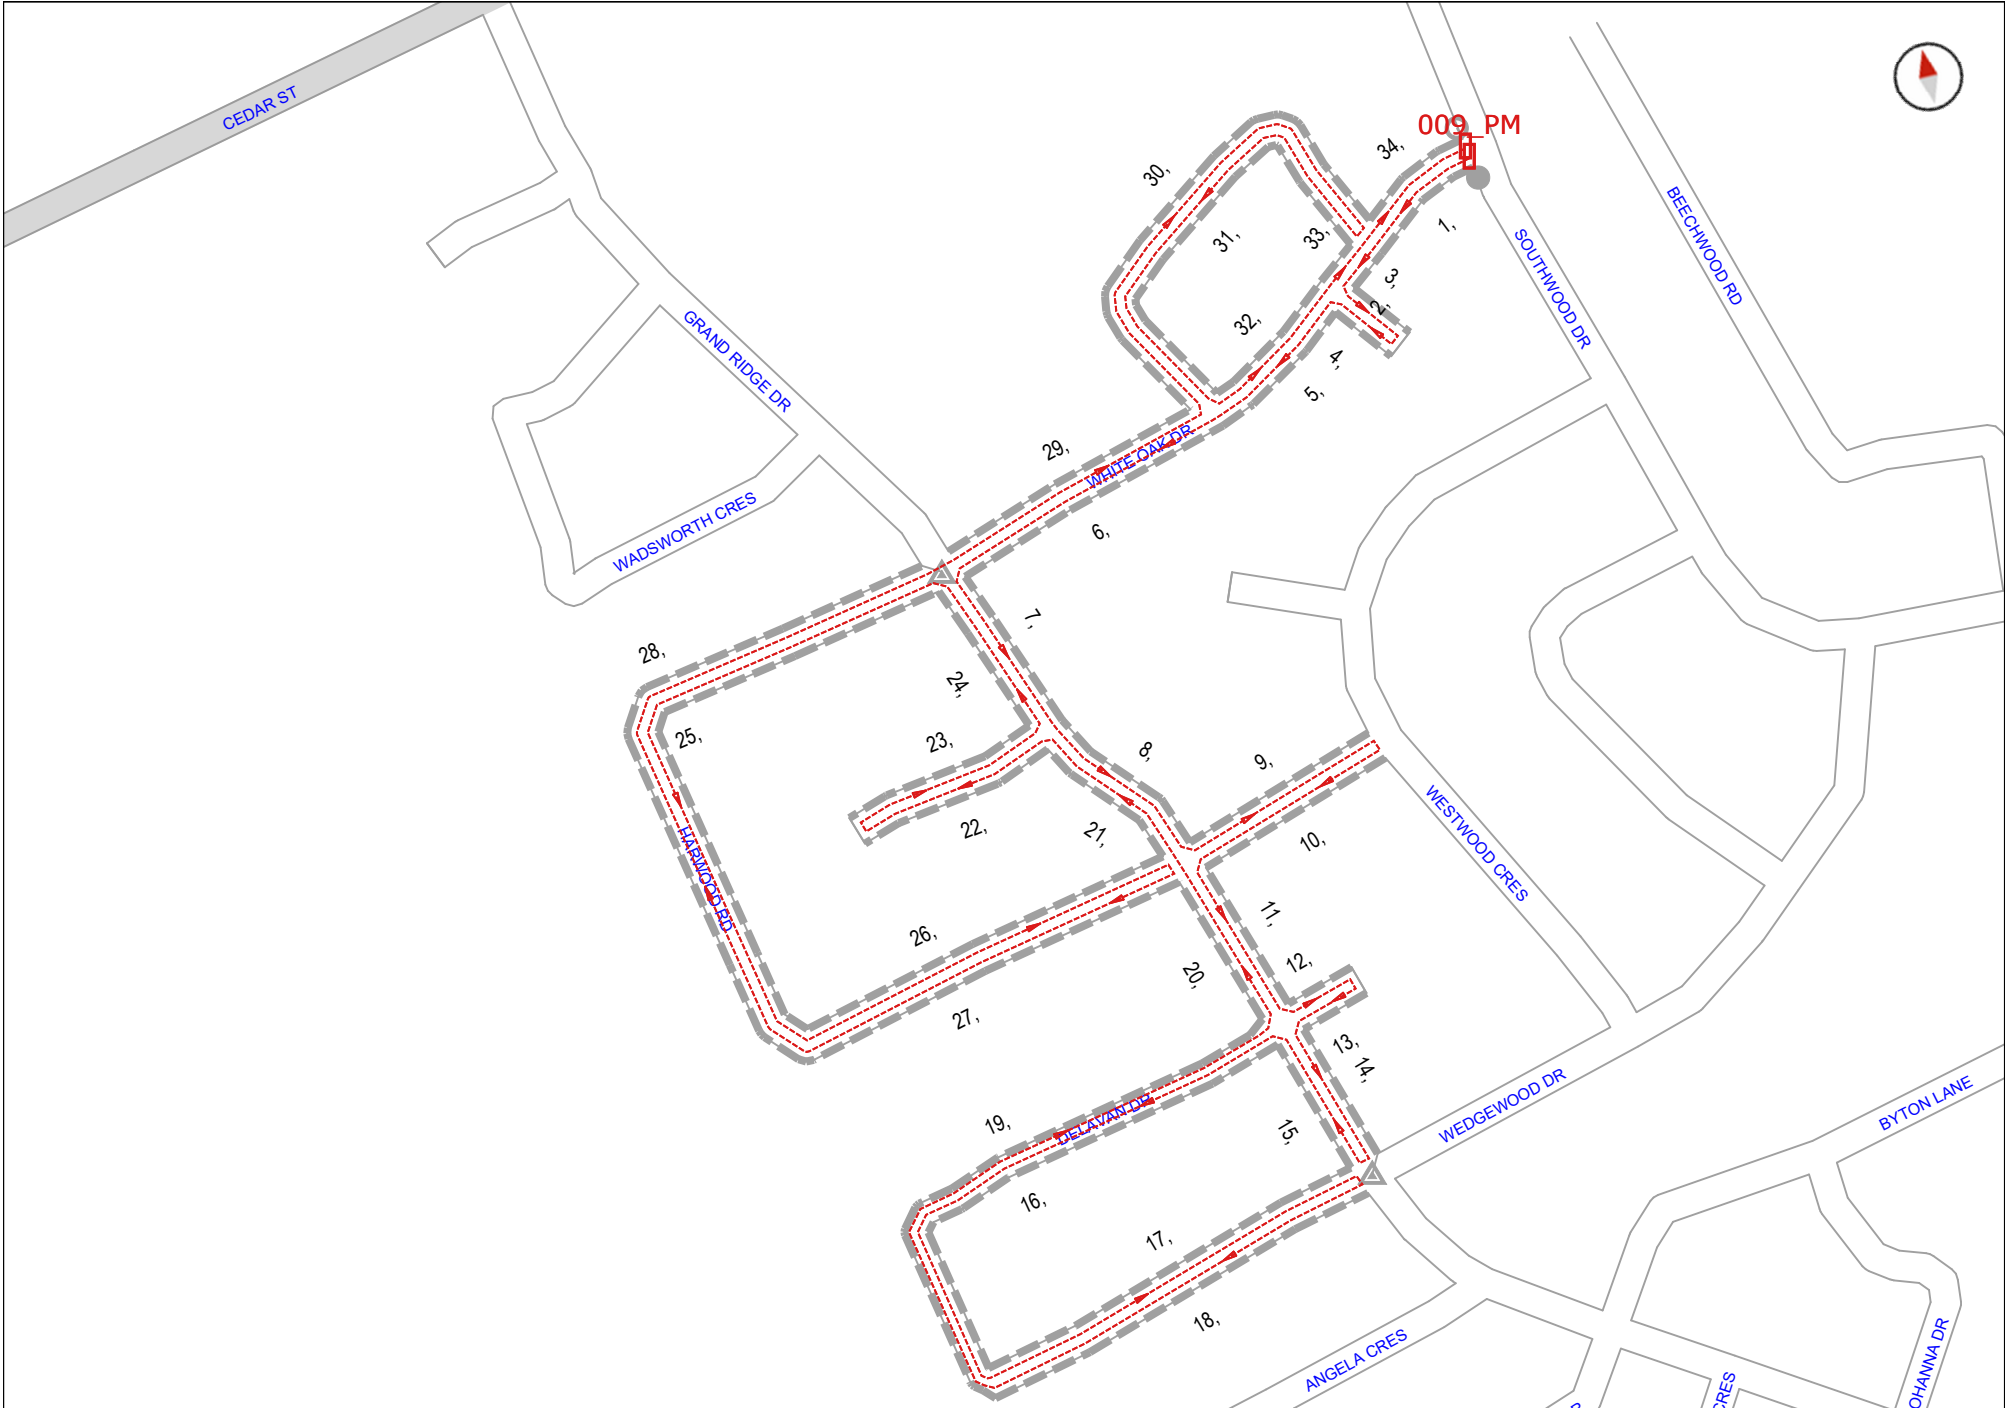 CEDAR ST
009_PM
34,
30,
BEECHWOOD RD
1,
31,
33,
SOUTHWOOD DR
3,
2,
32,
GRAND RIDGE DR
4,
5,
29,
WHITE OAK DR
WADSWORTH CRES
6,
7,
28,
24,
25,
23,
8,
9,
22,
21,
10,
WESTWOOD CRES
HARWOOD RD
11,
26,
12,
20,
27,
13,
14,
DELAVAN DR
19,
15,
WEDGEWOOD DR
BYTON LANE
16,
17,
18,
ANGELA CRES
OHANNA DR
CRES